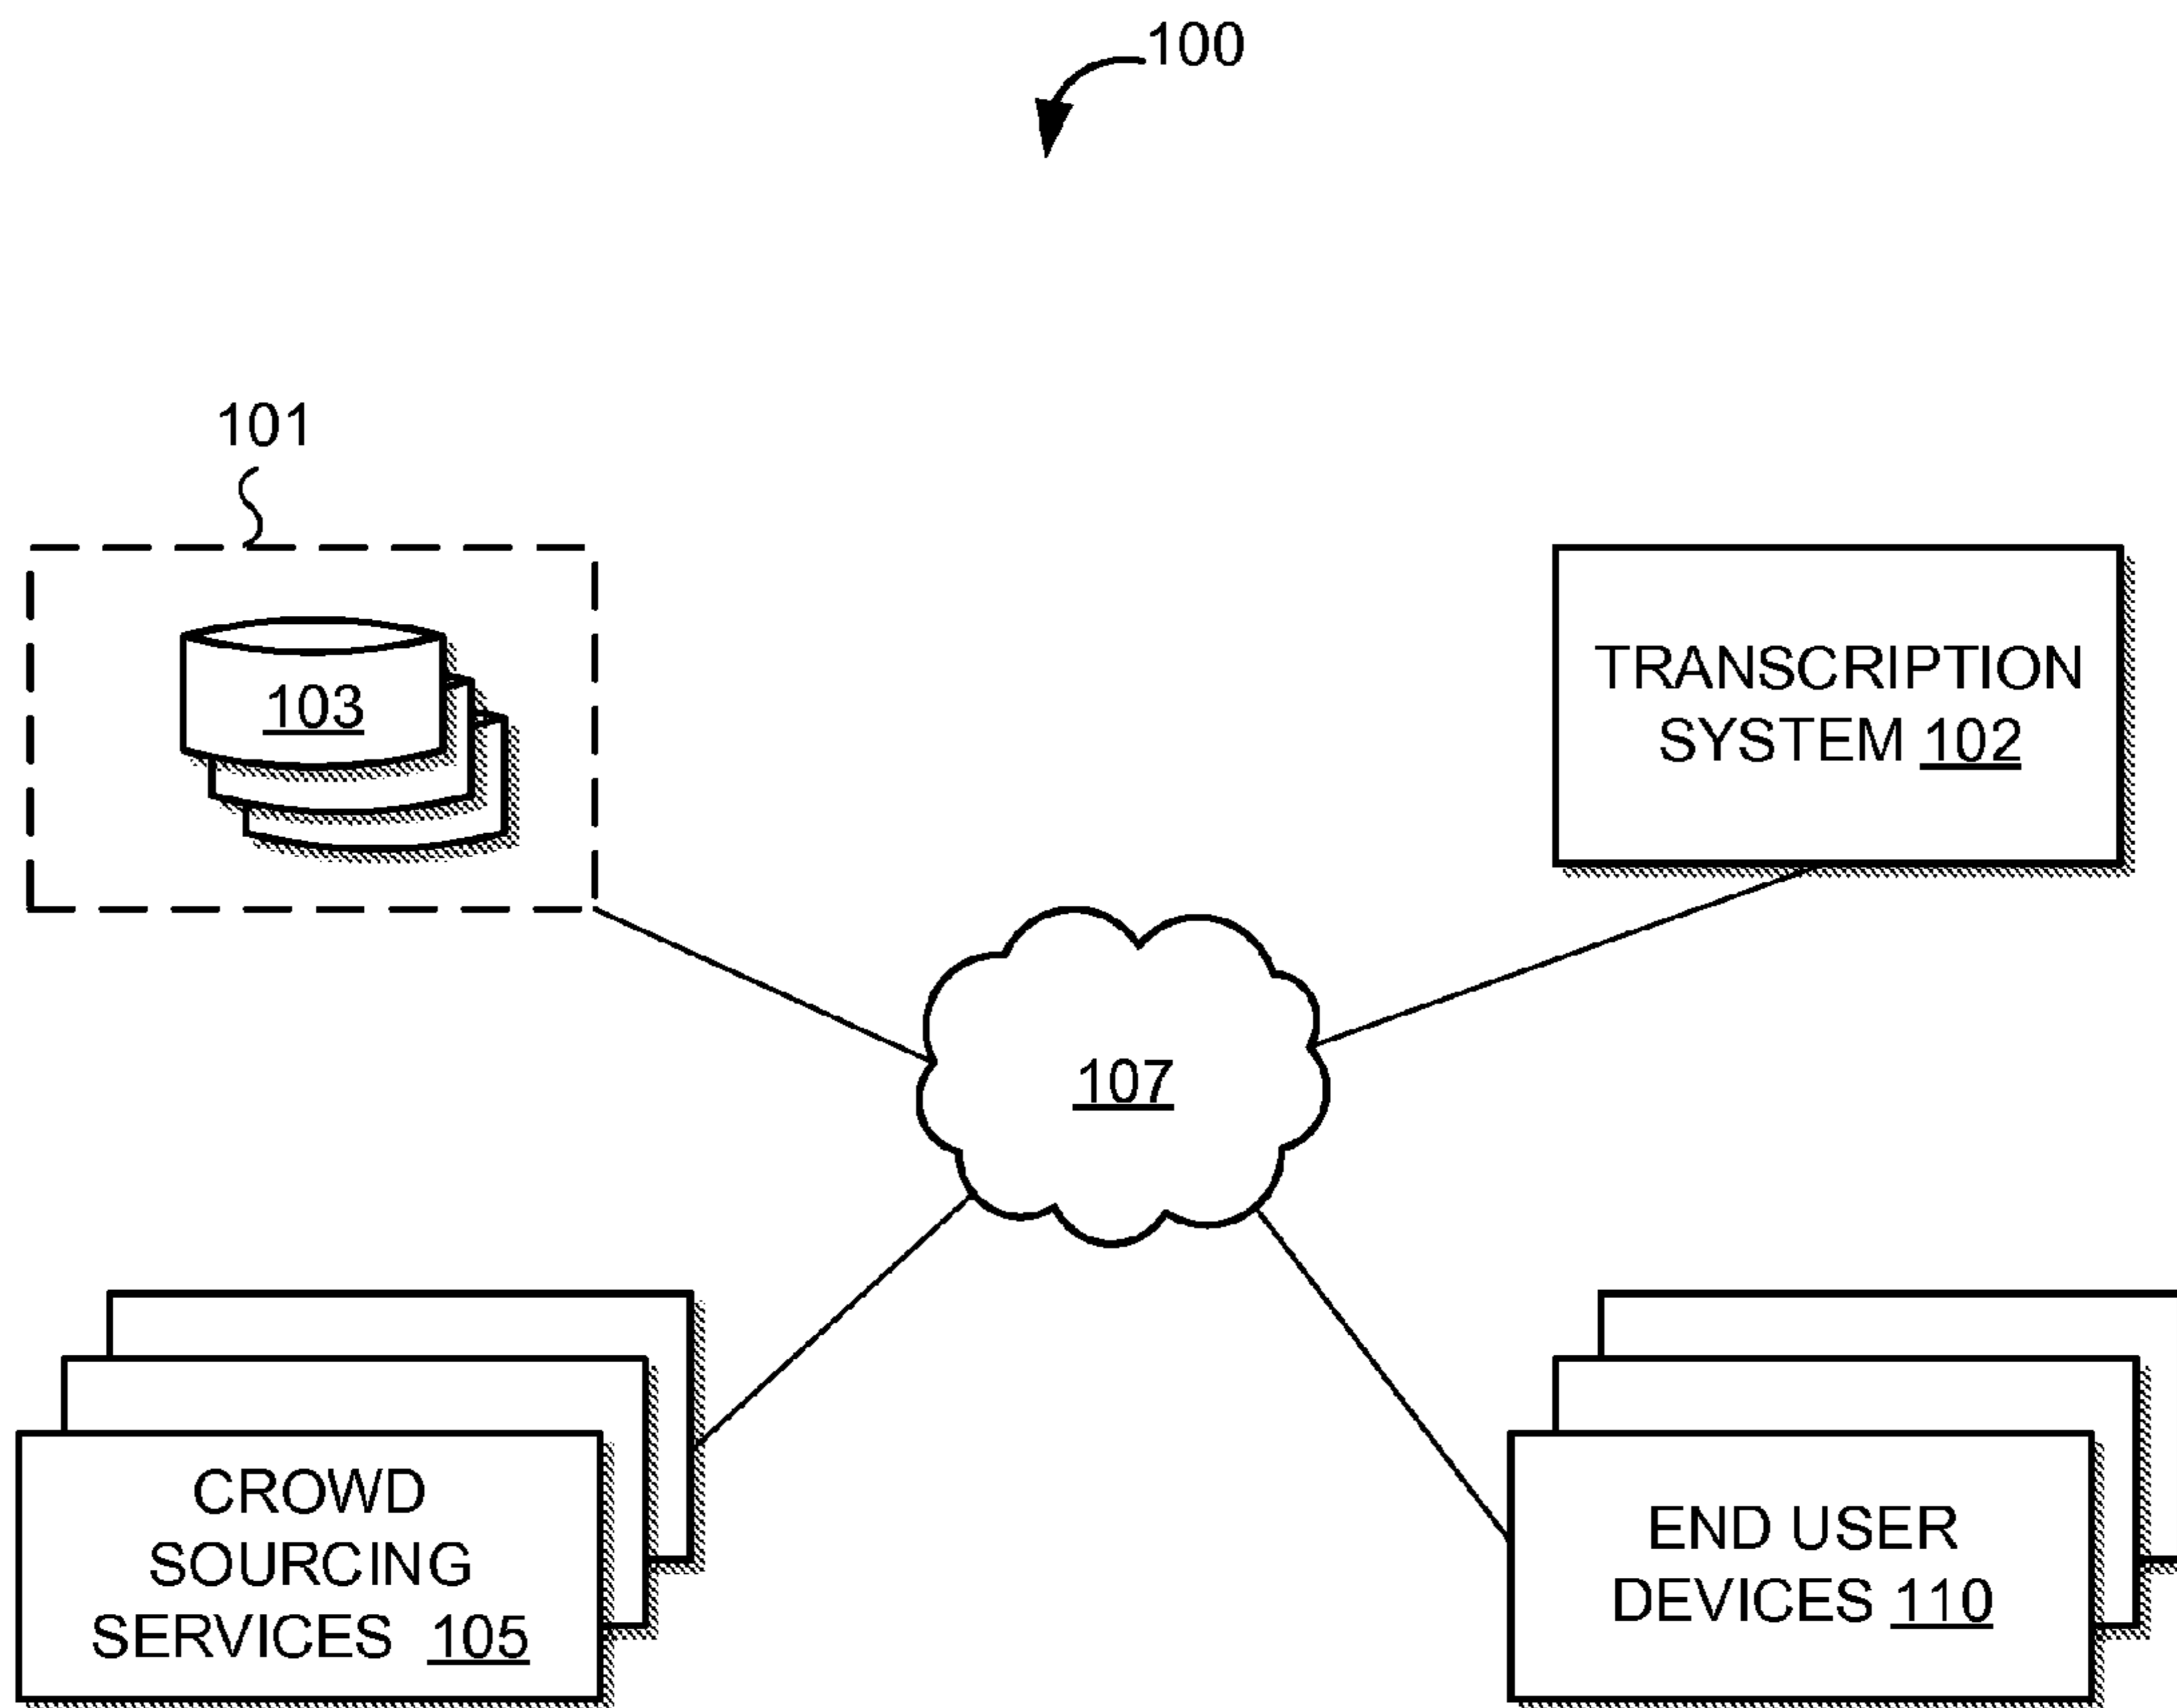 100
101
103
TRANSCRIPTION
SYSTEM 102
107
CROWD
SOURCING
SERVICES 105
END USER
DEVICES 110